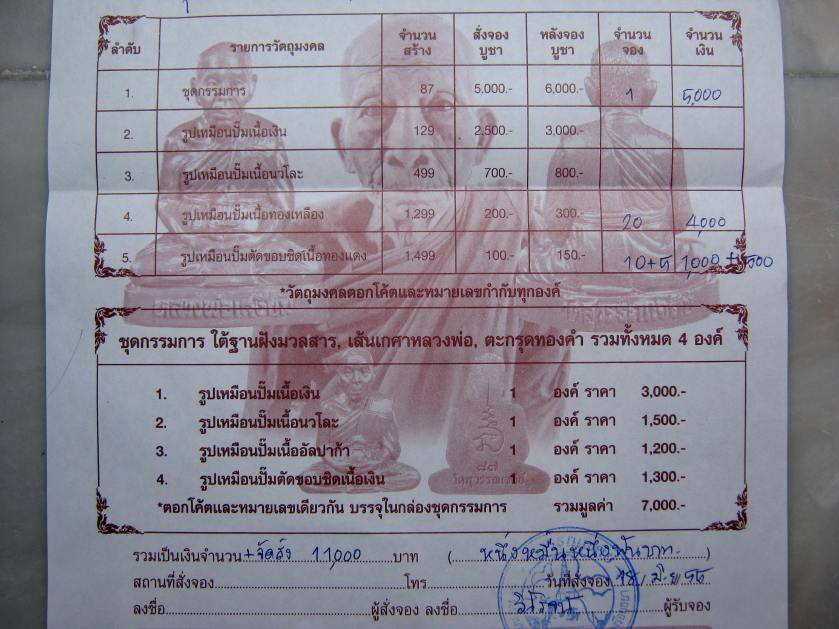 ลำดับ รายการวัตถุมงคล จำนวนสร้าง สั่งจองบูชา หลังจองบูชา จำนวนจอง จำนวนเงิน
1. ชุดกรรมการ 87 5,000.- 6,000.- 1 5,000
2. รูปเหมือนปั๊มเนื้อเงิน 129 2,500.- 3,000.-
3. รูปเหมือนปั๊มเนื้อนวโละ 499 700.- 800.-
4. รูปเหมือนปั๊มเนื้อทองเหลือง 1,299 200.- 300.- 20 4,000
5. รูปเหมือนปั๊มตัดขอบชิดเนื้อทองแดง 1,499 100.- 150.- 10+5 1,000 + 500
*วัตถุมงคลตอกโค๊ตและหมายเลขกำกับทุกองค์
ชุดกรรมการ ใต้ฐานฝังมวลสาร, เส้นเกศาหลวงพ่อ, ตะกรุดทองคำ รวมทั้งหมด 4 องค์
1. รูปเหมือนปั๊มเนื้อเงิน 1 องค์ ราคา 3,000.-
2. รูปเหมือนปั๊มเนื้อนวโละ 1 องค์ ราคา 1,500.-
3. รูปเหมือนปั๊มเนื้ออัลปาก้า 1 องค์ ราคา 1,200.-
4. รูปเหมือนปั๊มตัดขอบชิดเนื้อเงิน 1 องค์ ราคา 1,300.-
*ตอกโค๊ตและหมายเลขเดียวกัน บรรจุในกล่องชุดกรรมการ รวมมูลค่า 7,000.-
รวมเป็นเงินจำนวน +จัดส่ง 11,000 บาท ( หนึ่งหมื่นหนึ่งพันบาท )
สถานที่สั่งจอง โทร วันที่สั่งจอง 18 / มิ.ย / 56
ลงชื่อ ผู้สั่งจอง ลงชื่อ ผู้รับจอง